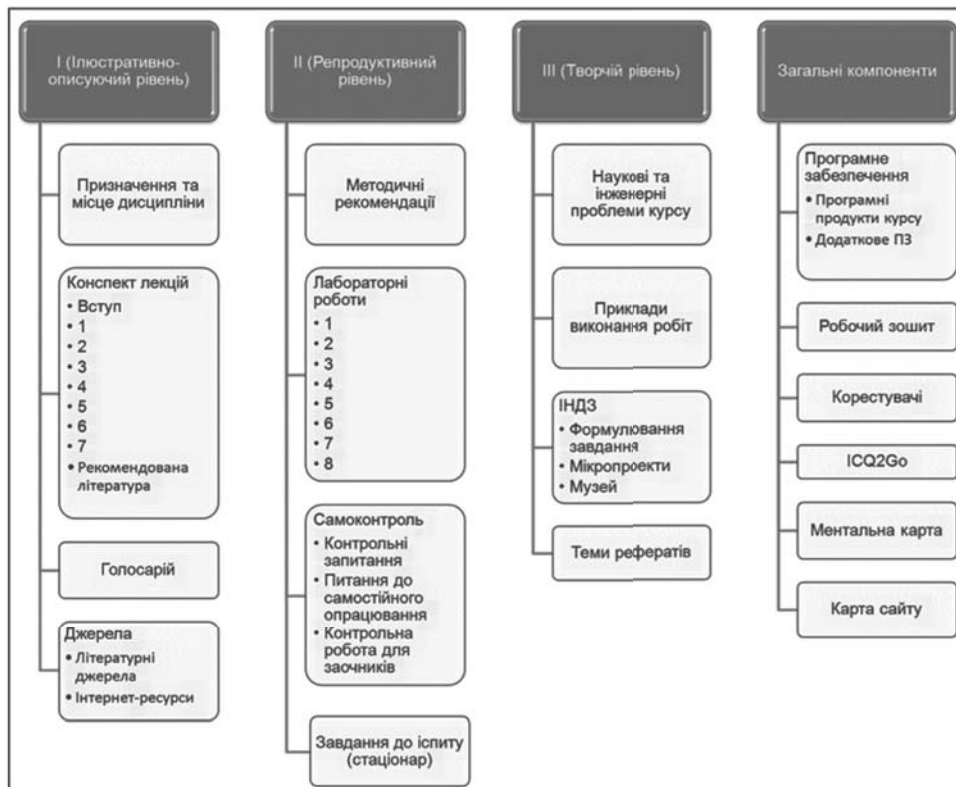 I (Ілюстративно-
описуючий рівень)
Призначення та
місце дисципліни
Конспект лекцій
• Вступ
• 1
• 2
• 3
• 4
• 5
• 6
• 7
• Рекомендована
література
Голосарій
Джерела
• Літературні
джерела
• Інтернет-ресурси
II (Репродуктивний
рівень)
Методичні
рекомендації
Лабораторні
роботи
• 1
• 2
• 3
• 4
• 5
• 6
• 7
• 8
Самоконтроль
• Контрольні
запитання
• Питання до
самостійного
опрацювання
• Контрольна
робота для
заочників
Завдання до іспиту
(стаціонар)
III (Творчій рівень)
Наукові та
інженерні
проблеми курсу
Приклади
виконання робіт
ІНДЗ
• Формулювання
завдання
• Мікропроекти
• Музей
Теми рефератів
Загальні компоненти
Програмне
забезпечення
• Програмні
продукти курсу
• Додаткове ПЗ
Робочий зошит
Корестувачі
ICQ2Go
Ментальна карта
Карта сайту